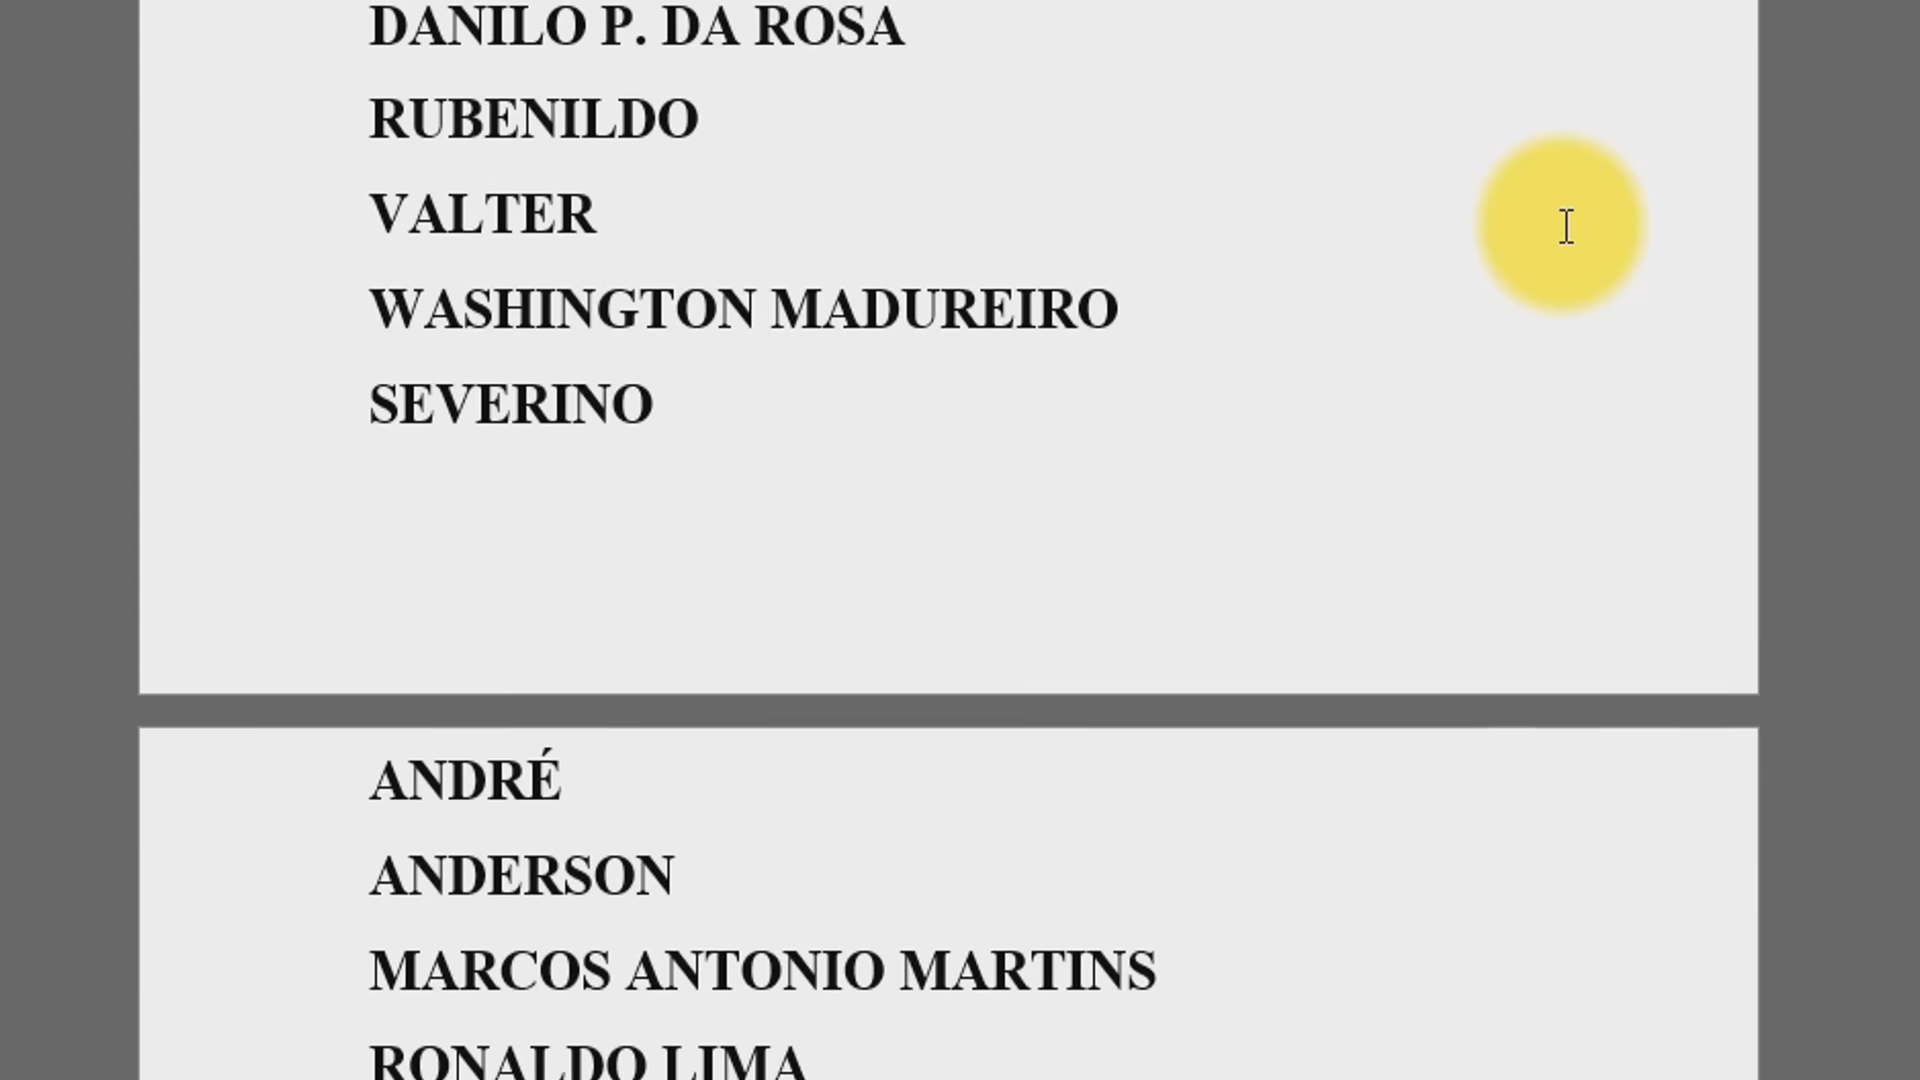 DANILO P. DA ROSA
RUBENILDO
VALTER
WASHINGTON MADUREIRO
SEVERINO
ANDRÉ
ANDERSON
MARCOS ANTONIO MARTINS
RONALDO LIMA